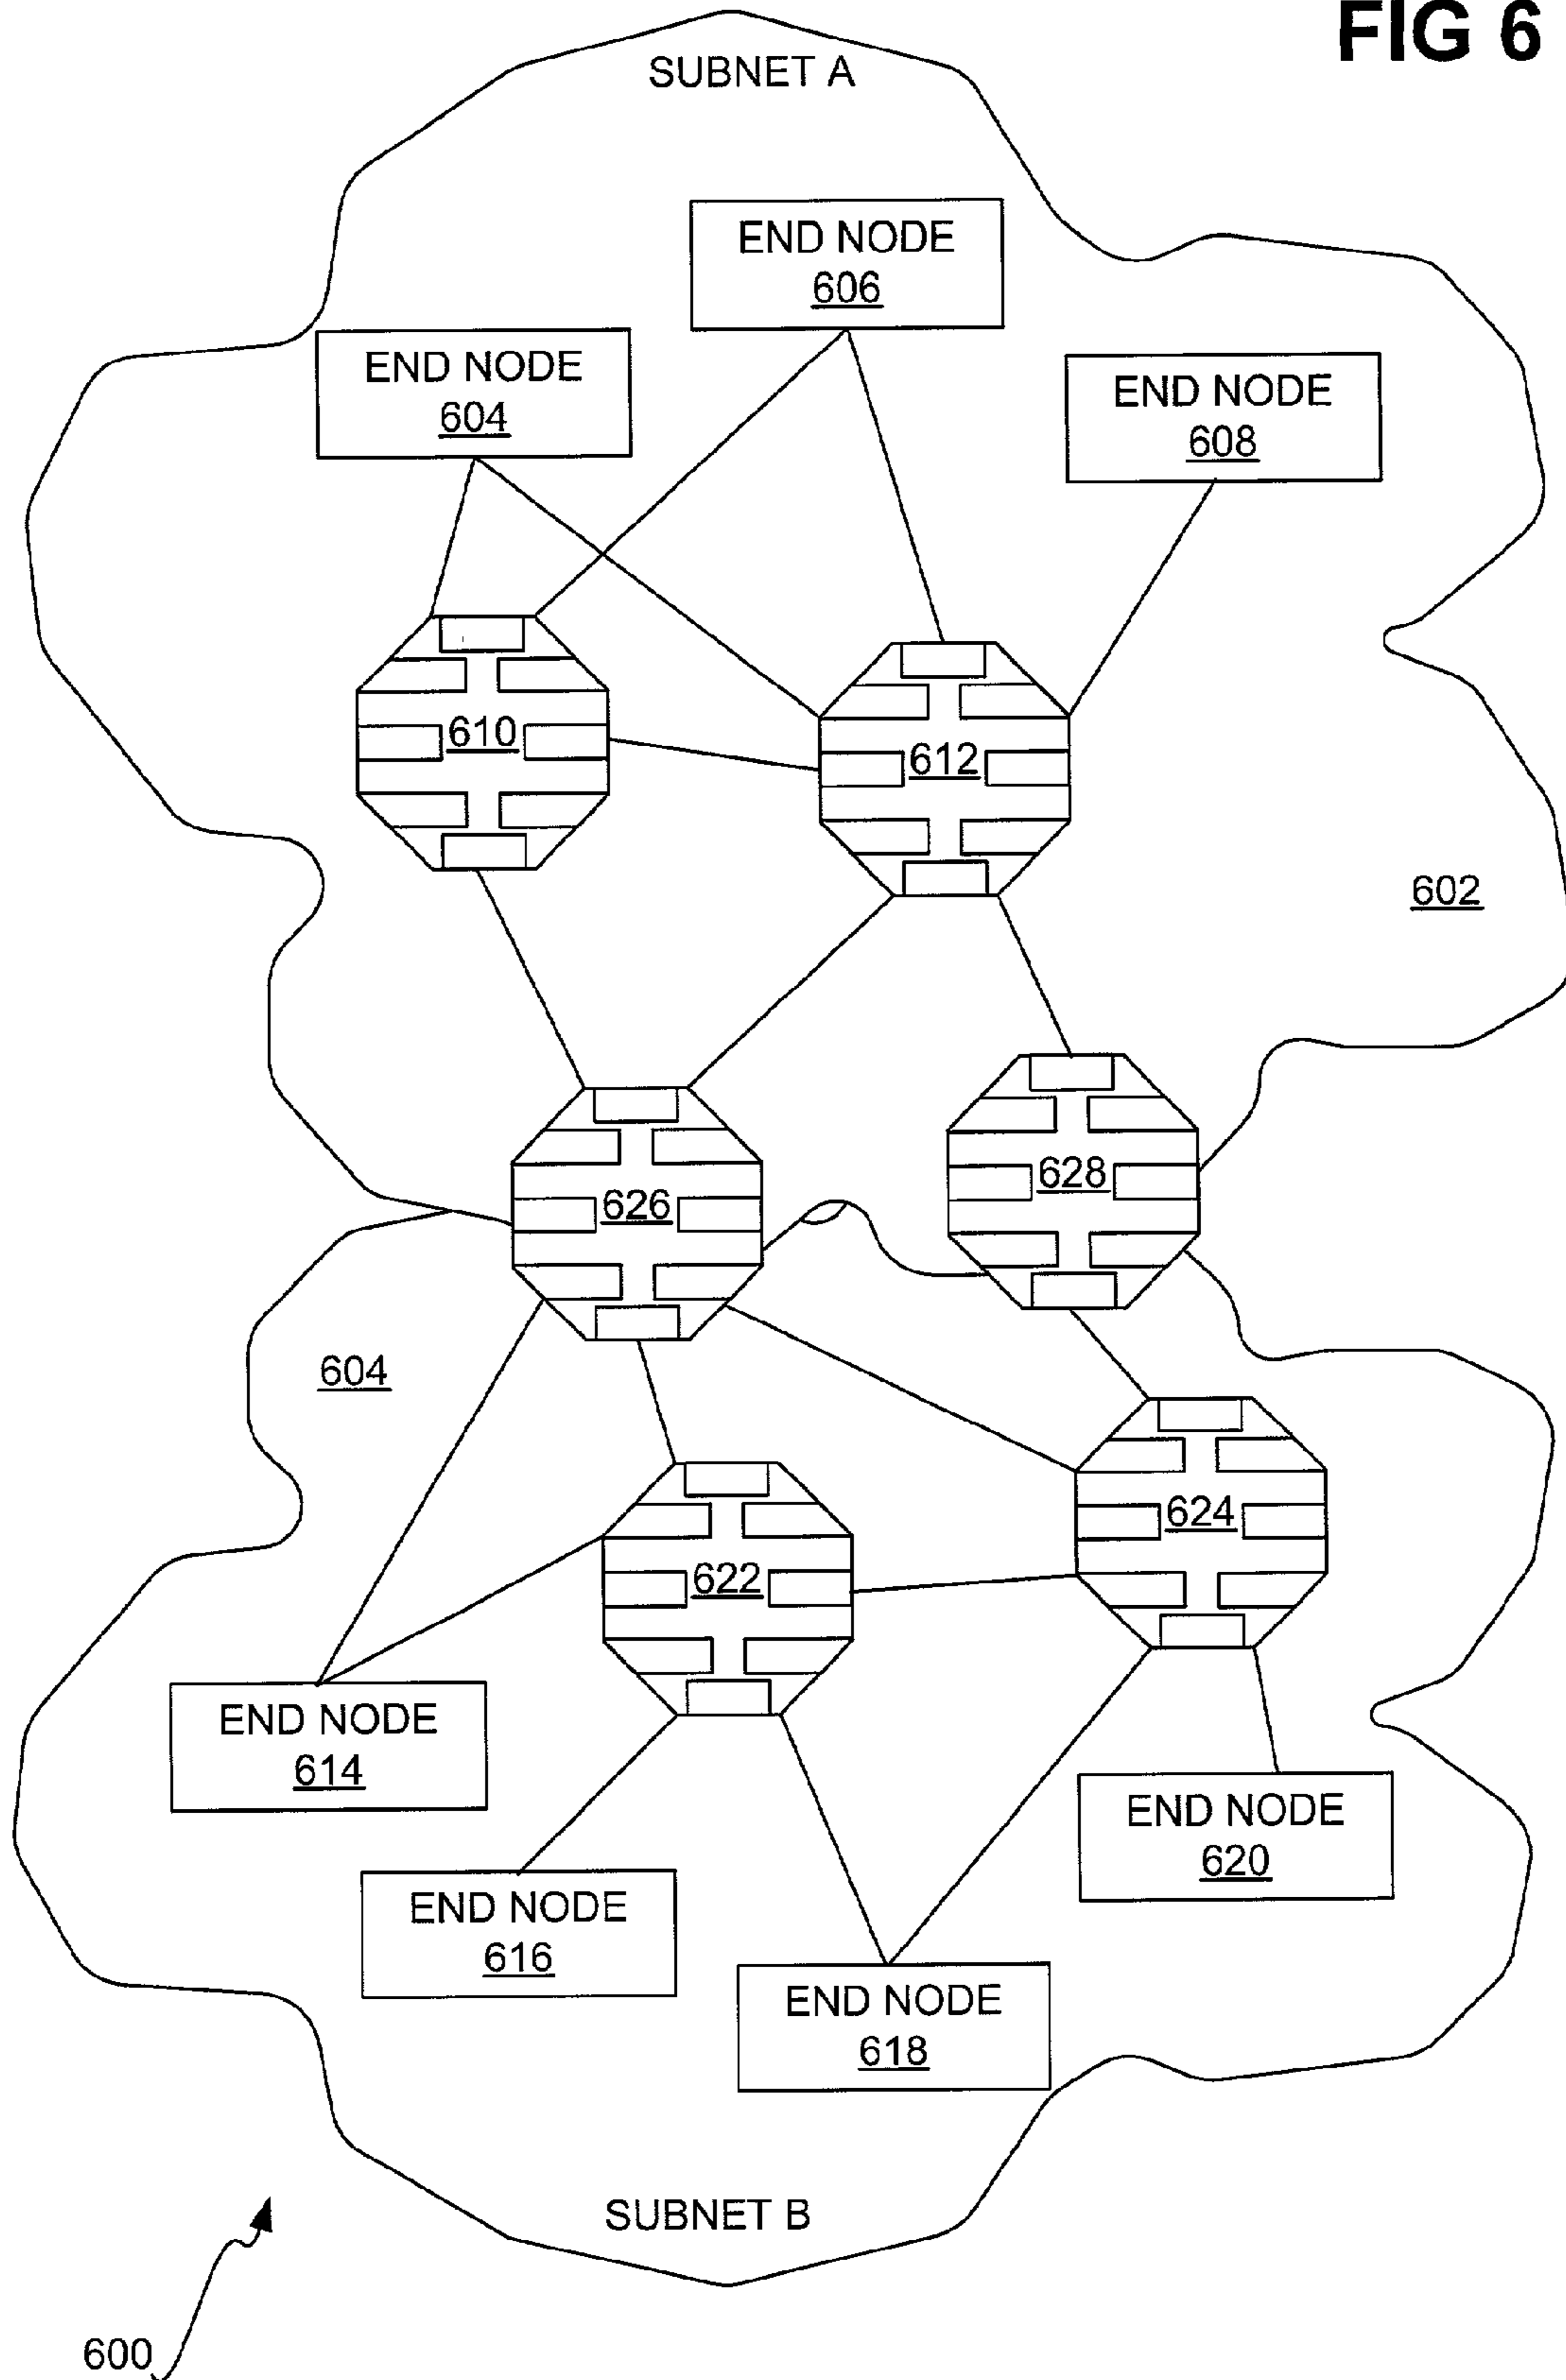 FIG 6
SUBNET A
END NODE
606
END NODE
604
END NODE
608
610
612
602
626
628
604
622
624
END NODE
614
END NODE
616
END NODE
618
END NODE
620
SUBNET B
600